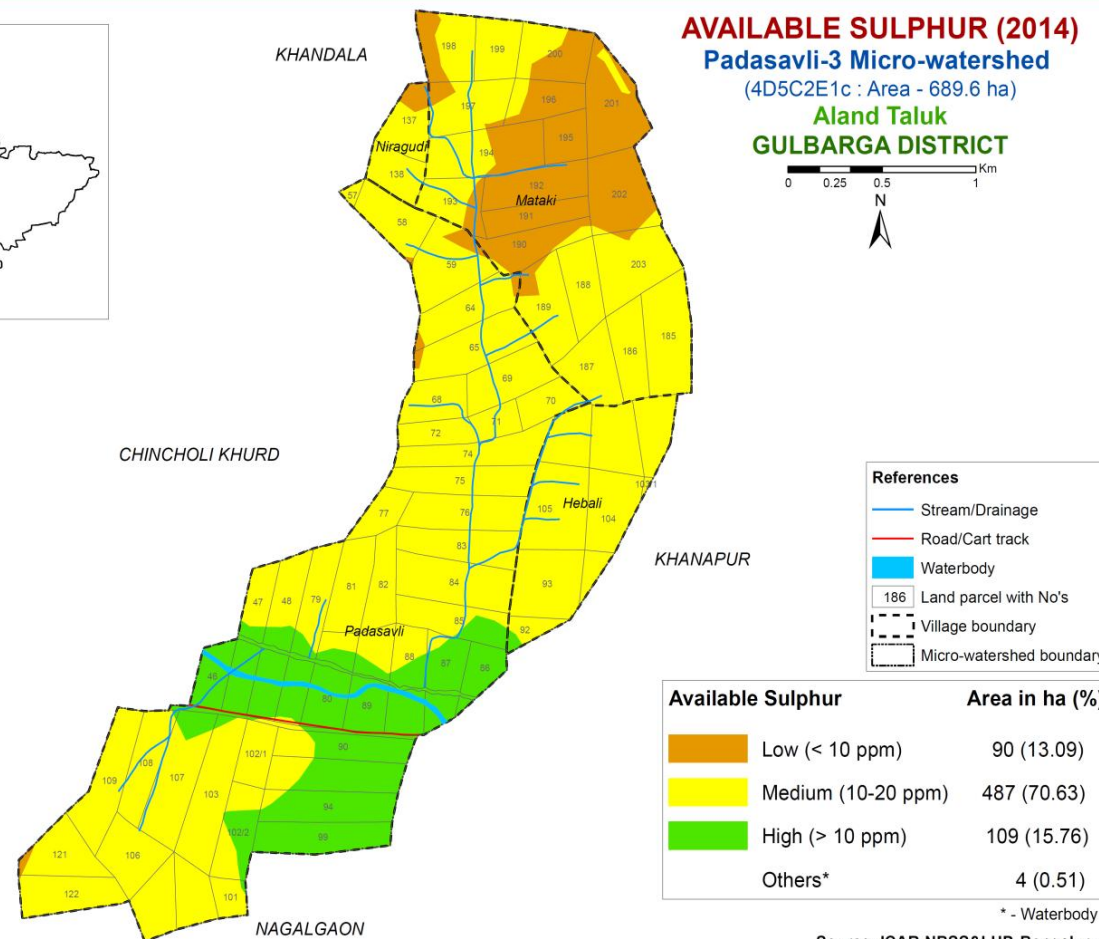 AVAILABLE SULPHUR (2014)
Padasavli-3 Micro-watershed
(4D5C2E1c : Area - 689.6 ha)
Aland Taluk
GULBARGA DISTRICT
Km
0 0.25 0.5 1
N
KHANDALA
198
199
200
137
197
196
201
Niragudi
194
195
138
192
57
193
Mataki
202
191
58
190
59
203
188
64
189
65
186
185
187
69
68
70
71
72
CHINCHOLI KHURD
74
75
103/1
Hebali
77
76
105
104
83
KHANAPUR
81
82
84
93
47
48
79
85
Padasavli
92
88
87
86
46
80
89
90
108
102/1
109
107
103
94
102/2
99
121
106
122
101
NAGALGAON
References
Stream/Drainage
Road/Cart track
Waterbody
186 Land parcel with No's
Village boundary
Micro-watershed boundary
Available Sulphur Area in ha (%)
Low (< 10 ppm) 90 (13.09)
Medium (10-20 ppm) 487 (70.63)
High (> 10 ppm) 109 (15.76)
Others* 4 (0.51)
* - Waterbody